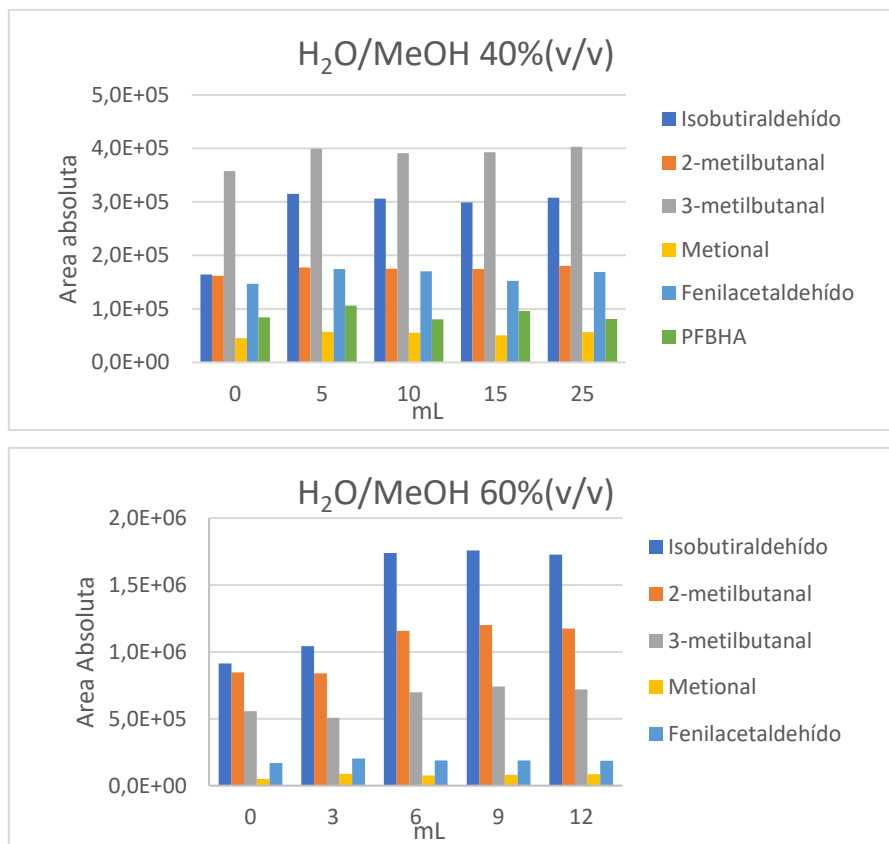 H₂O/MeOH 40%(v/v)
5,0E+05
4,0E+05
3,0E+05
2,0E+05
1,0E+05
0,0E+00
Area absoluta
0 5 10 15 25
mL
Isobutiraldehído
2-metilbutanal
3-metilbutanal
Metional
Fenilacetaldehído
PFBHA
H₂O/MeOH 60%(v/v)
2,0E+06
1,5E+06
1,0E+06
5,0E+05
0,0E+00
Area Absoluta
0 3 6 9 12
mL
Isobutiraldehído
2-metilbutanal
3-metilbutanal
Metional
Fenilacetaldehído